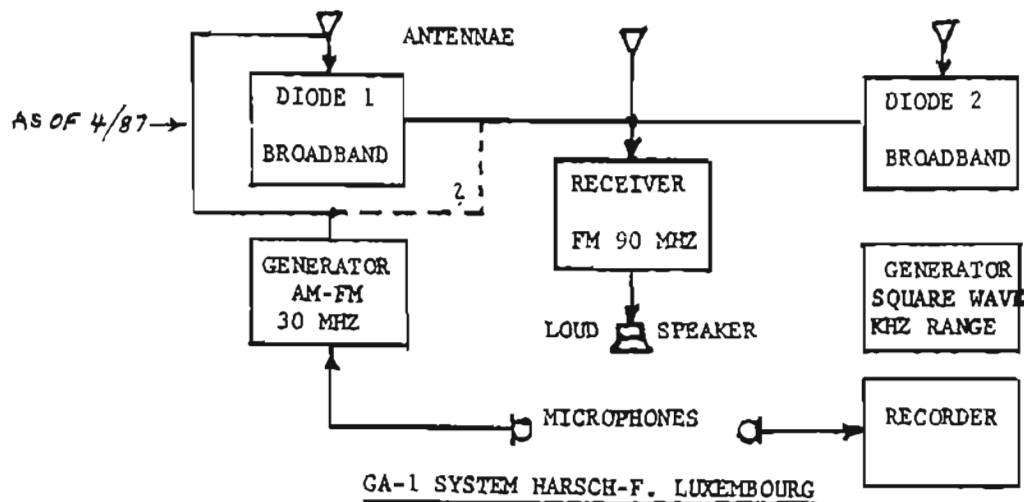 ANTENNAE
DIODE 1
BROADBAND
DIODE 2
BROADBAND
AS OF 4/87
?
RECEIVER
FM 90 MHZ
GENERATOR
AM-FM
30 MHZ
GENERATOR
SQUARE WAVE
KHZ RANGE
LOUD SPEAKER
MICROPHONES
RECORDER
GA-1 SYSTEM HARSCH-F. LUXEMBOURG